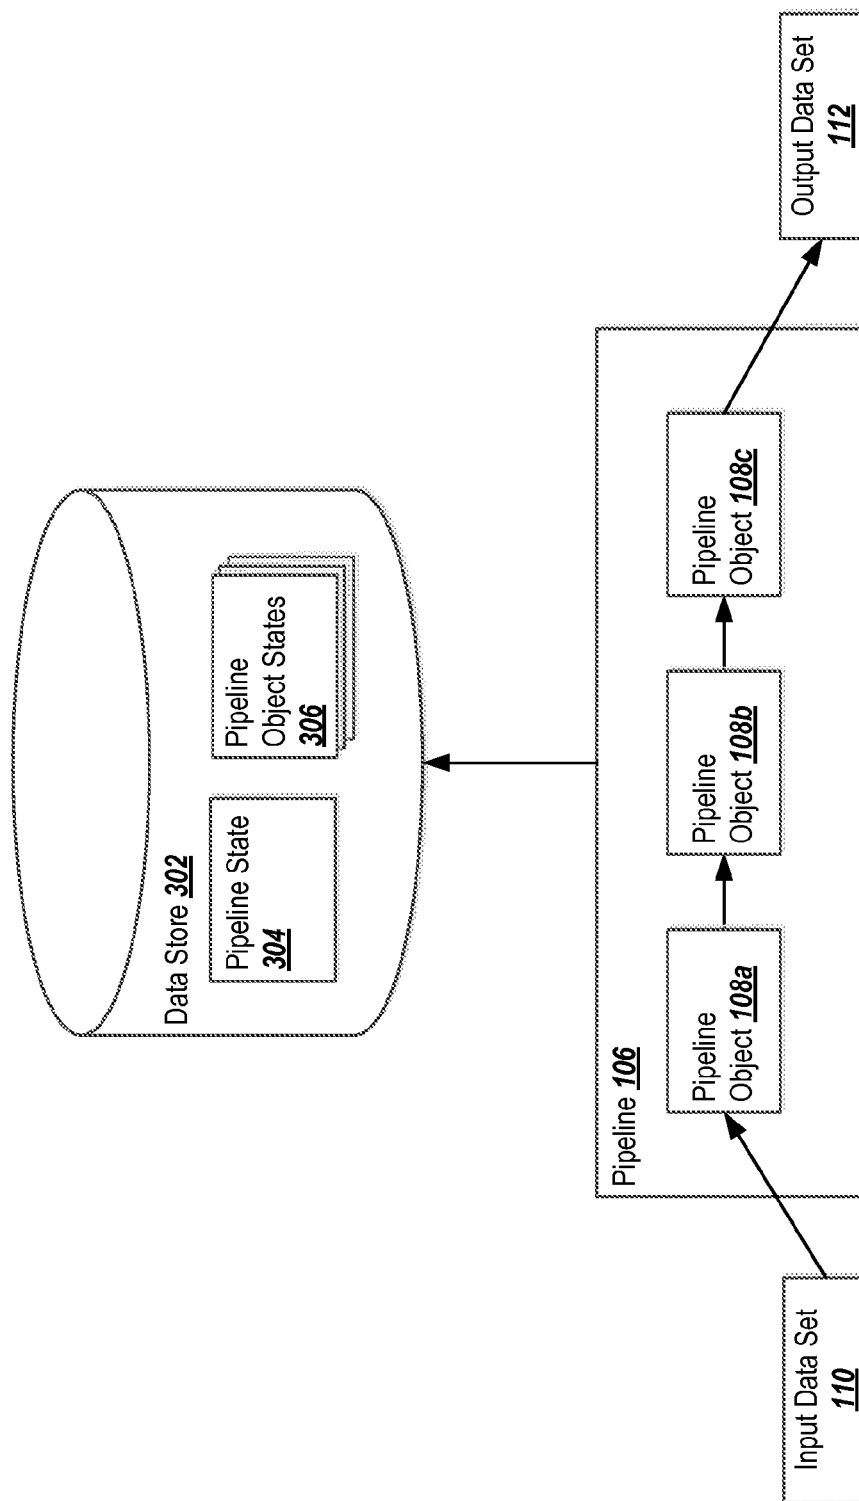 Data Store 302
Pipeline State
304
Pipeline
Object States
306
Pipeline 106
Pipeline
Object 108a
Pipeline
Object 108b
Pipeline
Object 108c
Input Data Set
110
Output Data Set
112